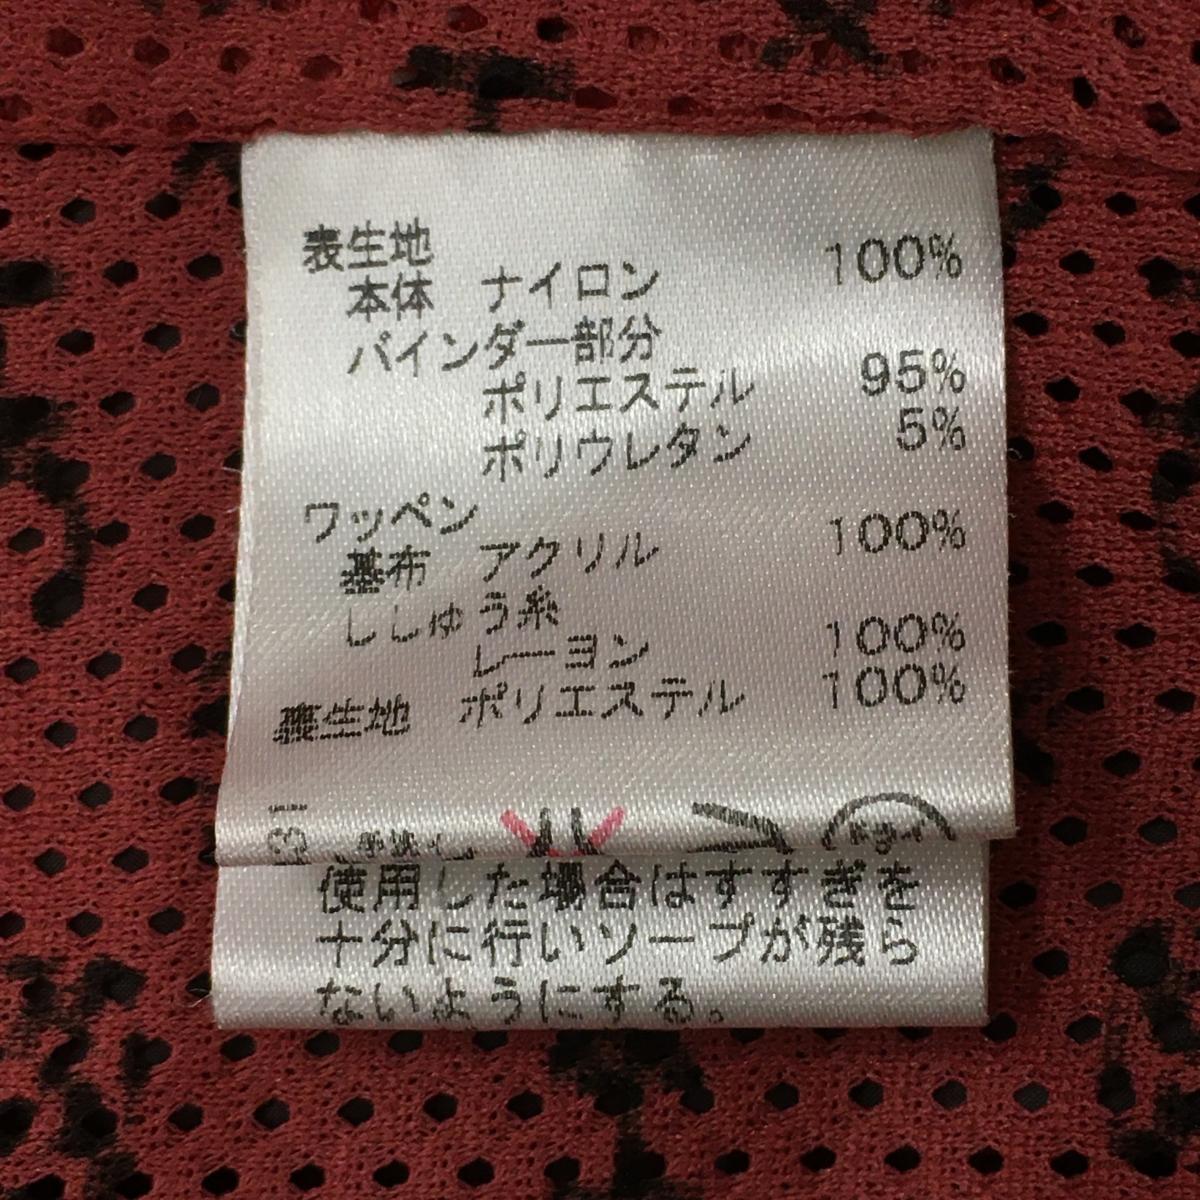 表生地
本体 ナイロン 100%
バインダー部分
ポリエステル 95%
ポリウレタン 5%
ワッペン
基布 アクリル 100%
ししゅう糸
レーヨン 100%
裏生地 ポリエステル 100%
使用した場合はすすぎを
十分に行いソープが残ら
ないようにする。